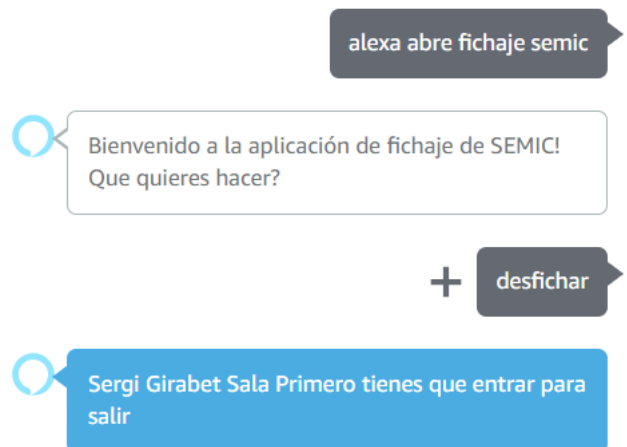 alexa abre fichaje semic
Bienvenido a la aplicación de fichaje de SEMIC!
Que quieres hacer?
+ desfichar
Sergi Girabet Sala Primero tienes que entrar para
salir